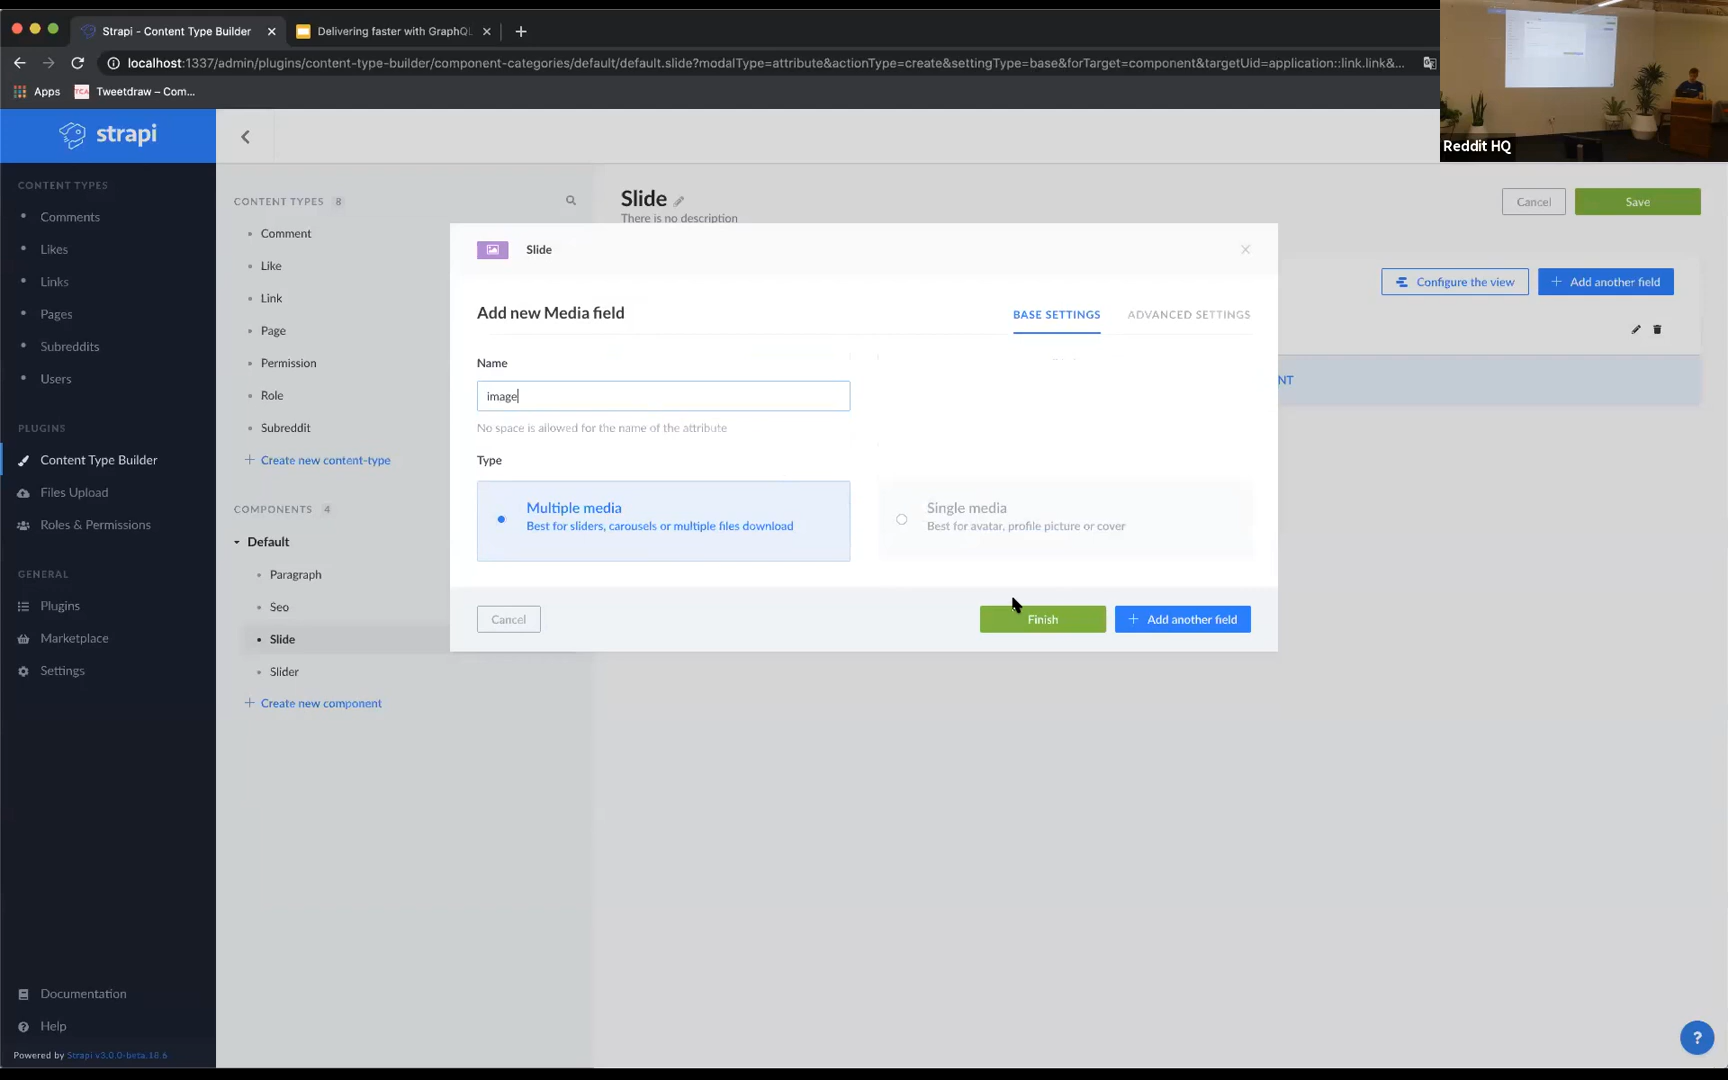 Strapi - Content Type Builder
Delivering faster with GraphQL
localhost:1337/admin/plugins/content-type-builder/component-categories/default/default.slide?modalType=attribute&actionType=create&settingType=base&forTarget=component&targetUid=application::link.link&...
Apps
Tweetdraw – Com...
Reddit HQ
strapi
CONTENT TYPES
Comments
Likes
Links
Pages
Subreddits
Users
PLUGINS
Content Type Builder
Files Upload
Roles & Permissions
GENERAL
Plugins
Marketplace
Settings
Documentation
Help
Powered by Strapi v3.0.0-beta.18.6
CONTENT TYPES 8
Comment
Like
Link
Page
Permission
Role
Subreddit
+ Create new content-type
COMPONENTS 4
Default
Paragraph
Seo
Slide
Slider
+ Create new component
Slide
There is no description
Cancel
Save
Configure the view
+ Add another field
NT
Slide
Add new Media field
BASE SETTINGS
ADVANCED SETTINGS
Name
image
No space is allowed for the name of the attribute
Type
Multiple media
Best for sliders, carousels or multiple files download
Single media
Best for avatar, profile picture or cover
Cancel
Finish
+ Add another field
?